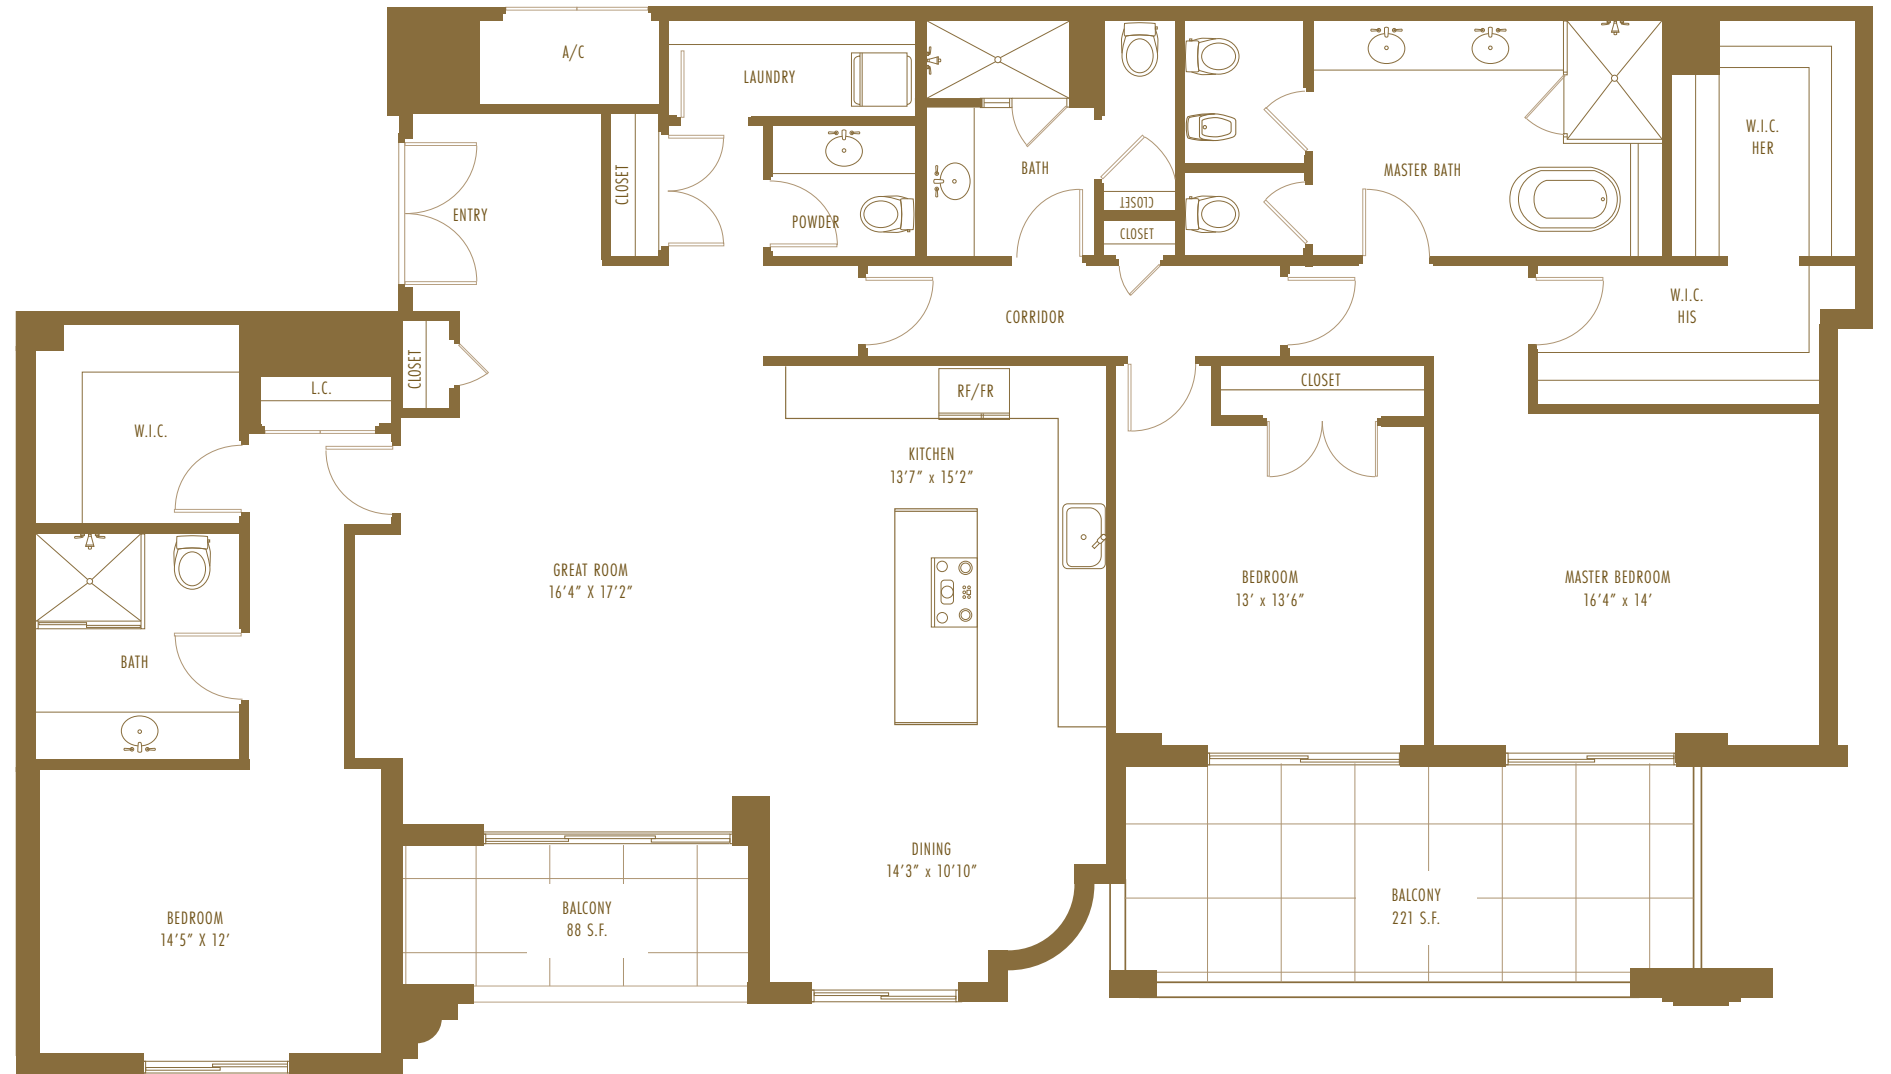 A/C
LAUNDRY
CLOSET
ENTRY
POWDER
BATH
CLOSET
CLOSET
MASTER BATH
W.I.C.
HER
W.I.C.
HIS
CORRIDOR
CLOSET
L.C.
W.I.C.
RF/FR
CLOSET
KITCHEN
13'7" x 15'2"
GREAT ROOM
16'4" X 17'2"
BEDROOM
13' x 13'6"
MASTER BEDROOM
16'4" x 14'
BATH
DINING
14'3" x 10'10"
BEDROOM
14'5" X 12'
BALCONY
88 S.F.
BALCONY
221 S.F.